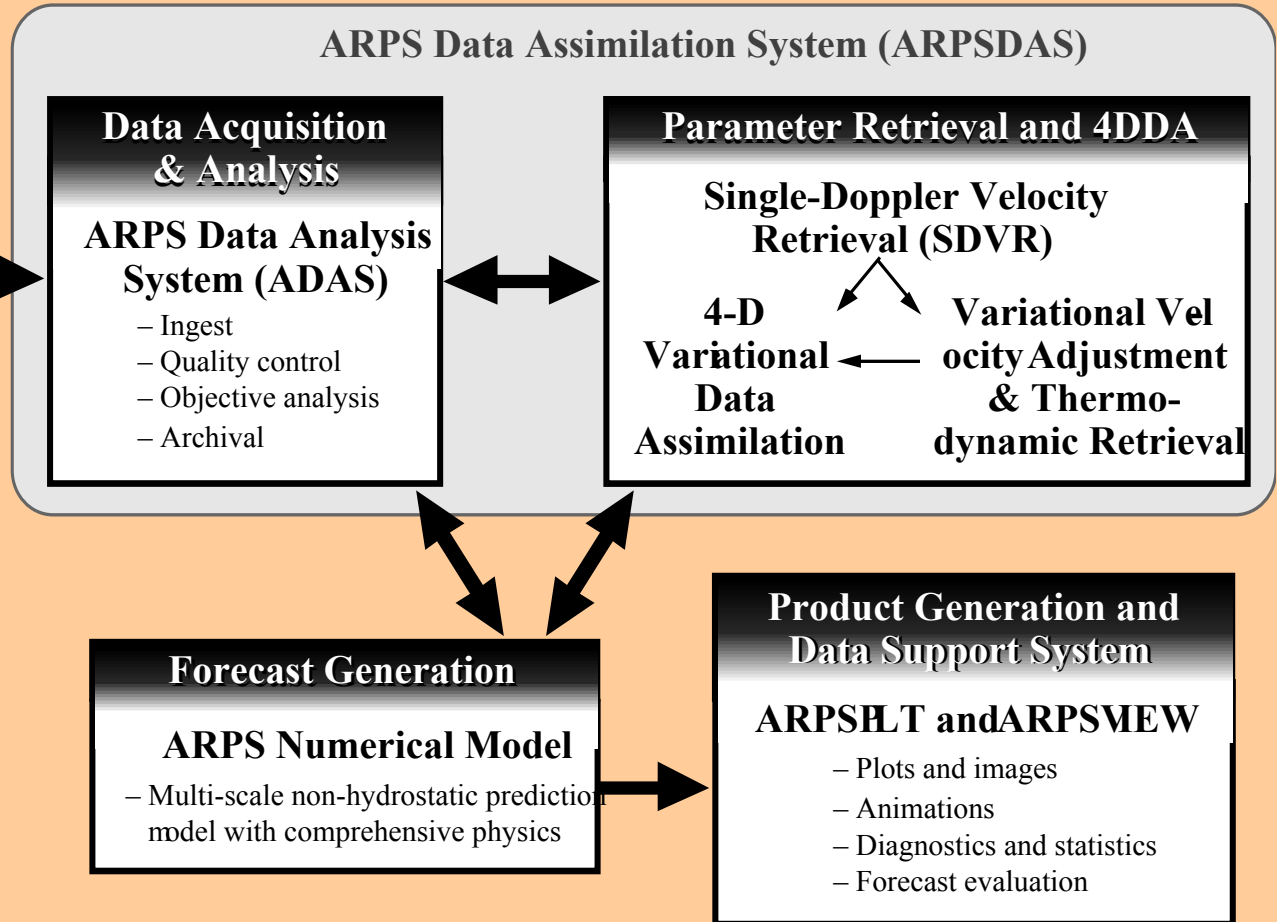 ARPS Data Assimilation System (ARPSDAS)
Data Acquisition
& Analysis
ARPS Data Analysis
System (ADAS)
– Ingest
– Quality control
– Objective analysis
– Archival
Parameter Retrieval and 4DDA
Single-Doppler Velocity
Retrieval (SDVR)
4-D
Variational
Data
Assimilation
Variational Vel
ocity Adjustment
& Thermo-
dynamic Retrieval
Forecast Generation
ARPS Numerical Model
– Multi-scale non-hydrostatic prediction
model with comprehensive physics
Product Generation and
Data Support System
ARPSPLT and ARPSVIEW
– Plots and images
– Animations
– Diagnostics and statistics
– Forecast evaluation